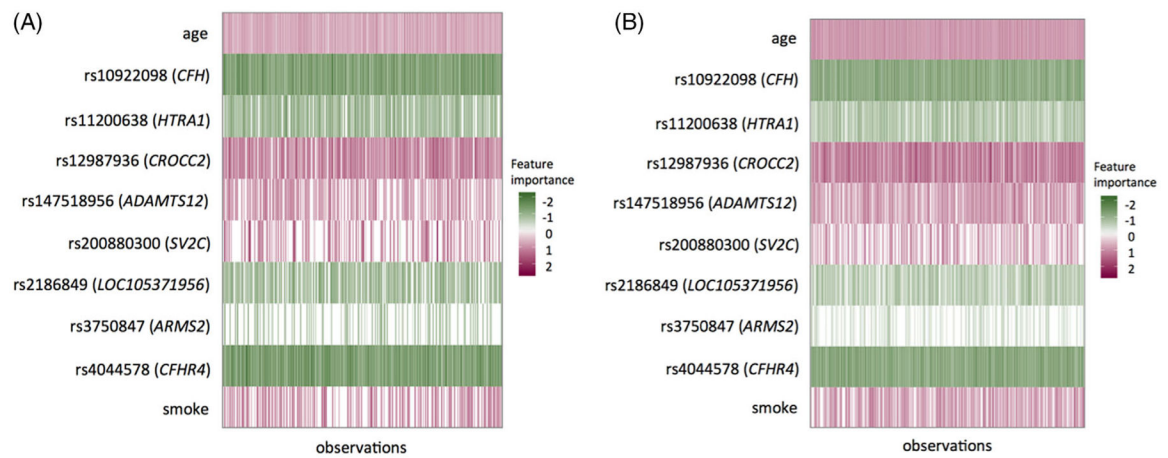 (A)
age
rs10922098 (CFH)
rs11200638 (HTRA1)
rs12987936 (CROCC2)
rs147518956 (ADAMTS12)
rs200880300 (SV2C)
rs2186849 (LOC105371956)
rs3750847 (ARMS2)
rs4044578 (CFHR4)
smoke
observations
Feature
importance
-2
-1
0
1
2
(B)
age
rs10922098 (CFH)
rs11200638 (HTRA1)
rs12987936 (CROCC2)
rs147518956 (ADAMTS12)
rs200880300 (SV2C)
rs2186849 (LOC105371956)
rs3750847 (ARMS2)
rs4044578 (CFHR4)
smoke
observations
Feature
importance
-2
-1
0
1
2